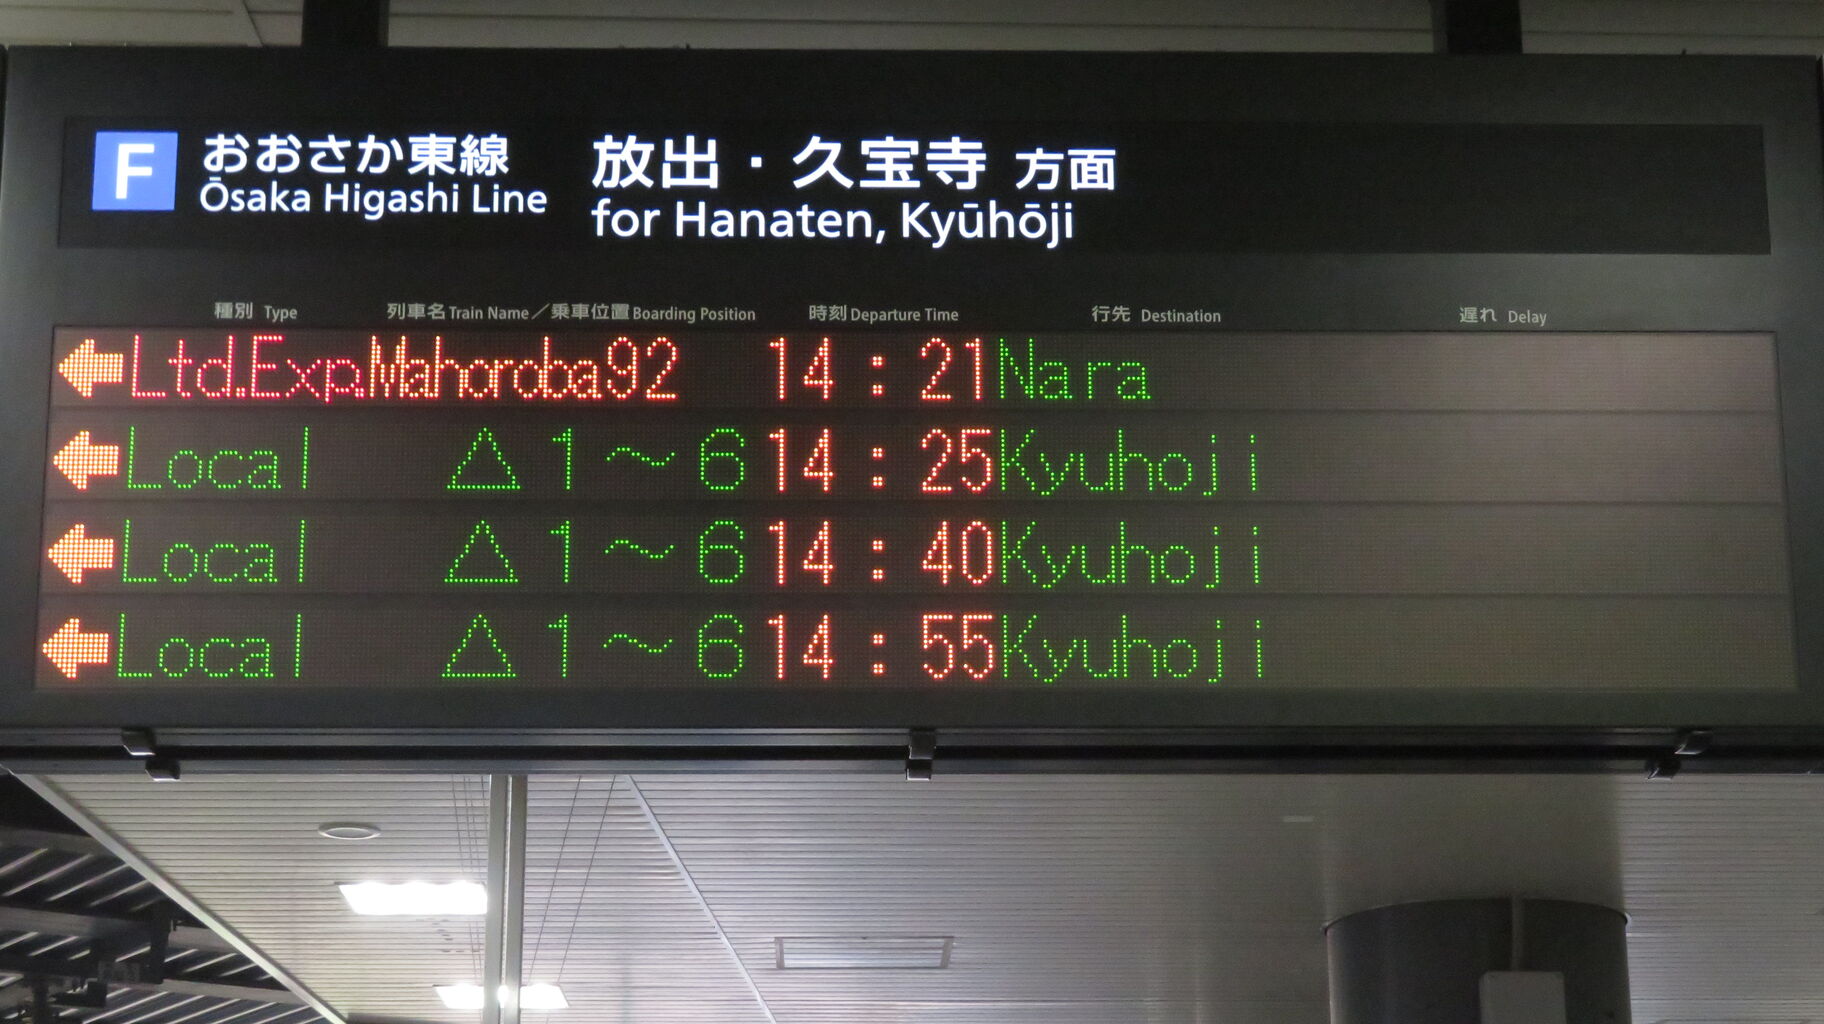 F おおさか東線 放出・久宝寺 方面
Ōsaka Higashi Line for Hanaten, Kyūhōji
種別 Type 列車名 Train Name／乗車位置 Boarding Position 時刻 Departure Time 行先 Destination 遅れ Delay
←Ltd.Exp.Mahoroba92 14:21 Nara
←Local △1～6 14:25 Kyuhoji
←Local △1～6 14:40 Kyuhoji
←Local △1～6 14:55 Kyuhoji